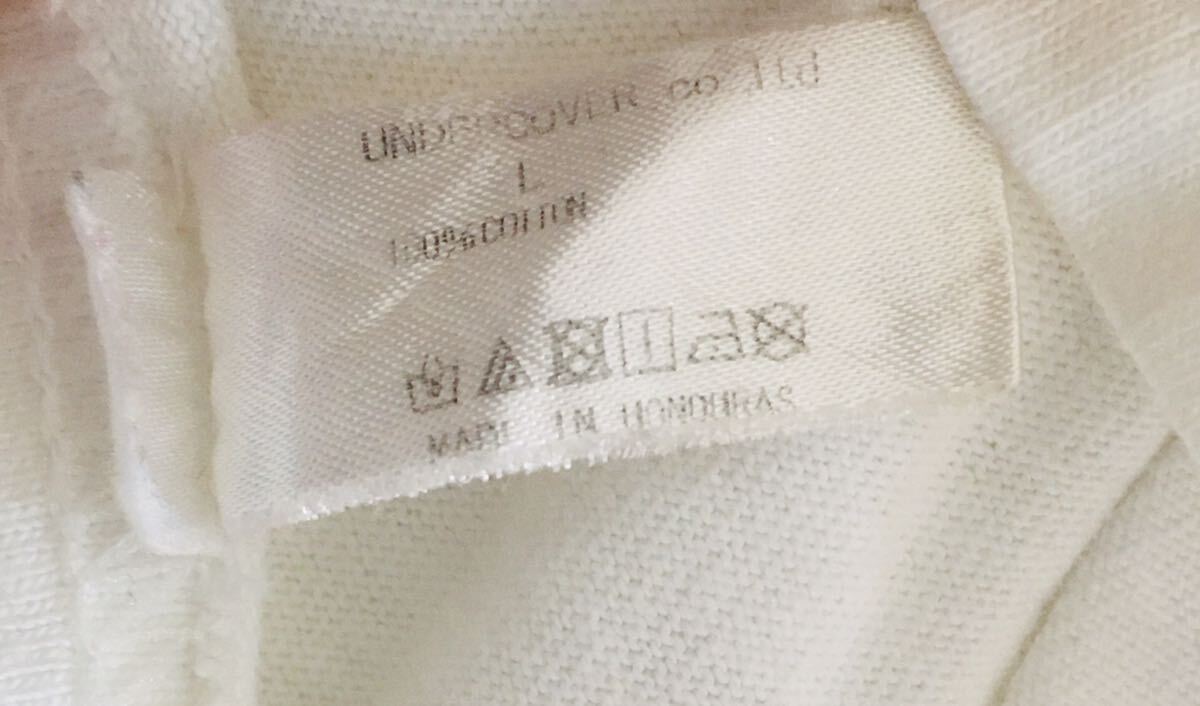 UNDERCOVER co.,Ltd
L
100%COTTON
MADE IN HONDURAS